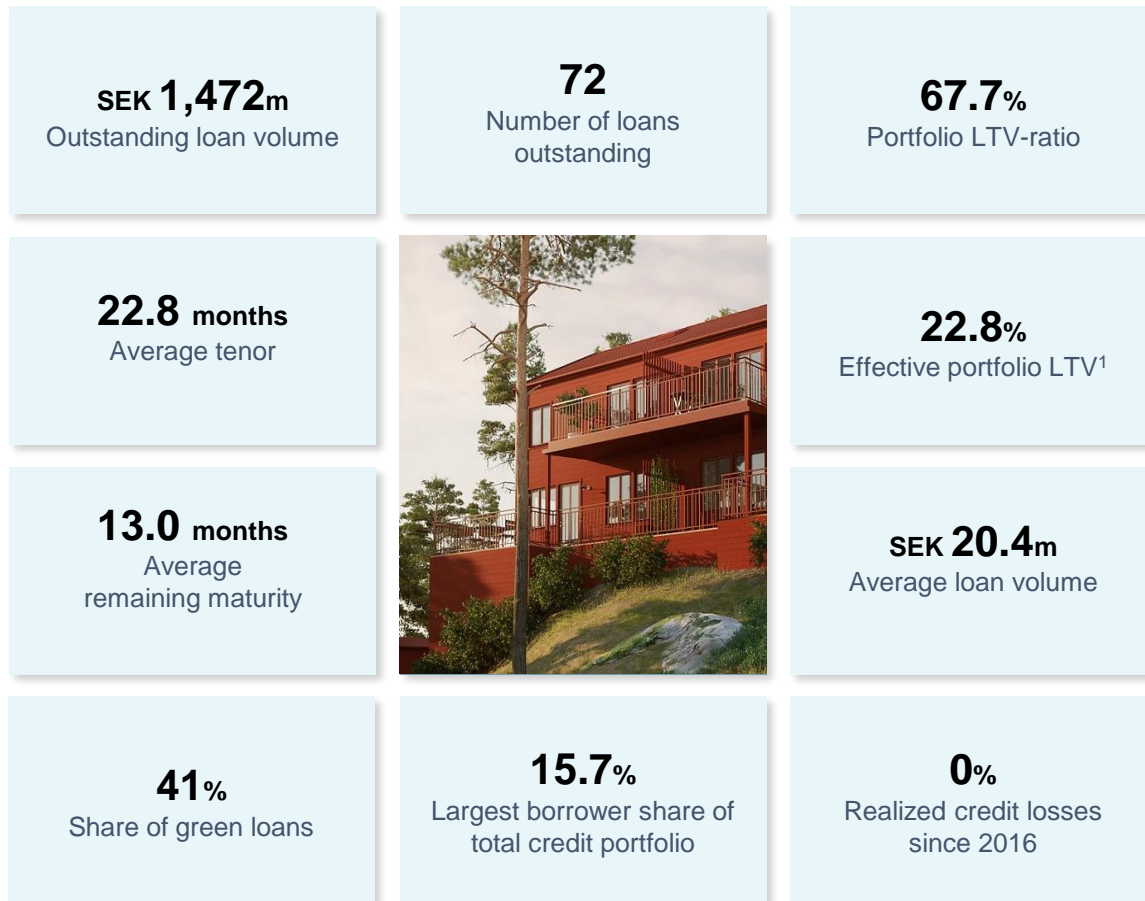 SEK 1,472m
Outstanding loan volume
72
Number of loans
outstanding
67.7%
Portfolio LTV-ratio
22.8 months
Average tenor
22.8%
Effective portfolio LTV¹
13.0 months
Average
remaining maturity
SEK 20.4m
Average loan volume
41%
Share of green loans
15.7%
Largest borrower share of
total credit portfolio
0%
Realized credit losses
since 2016